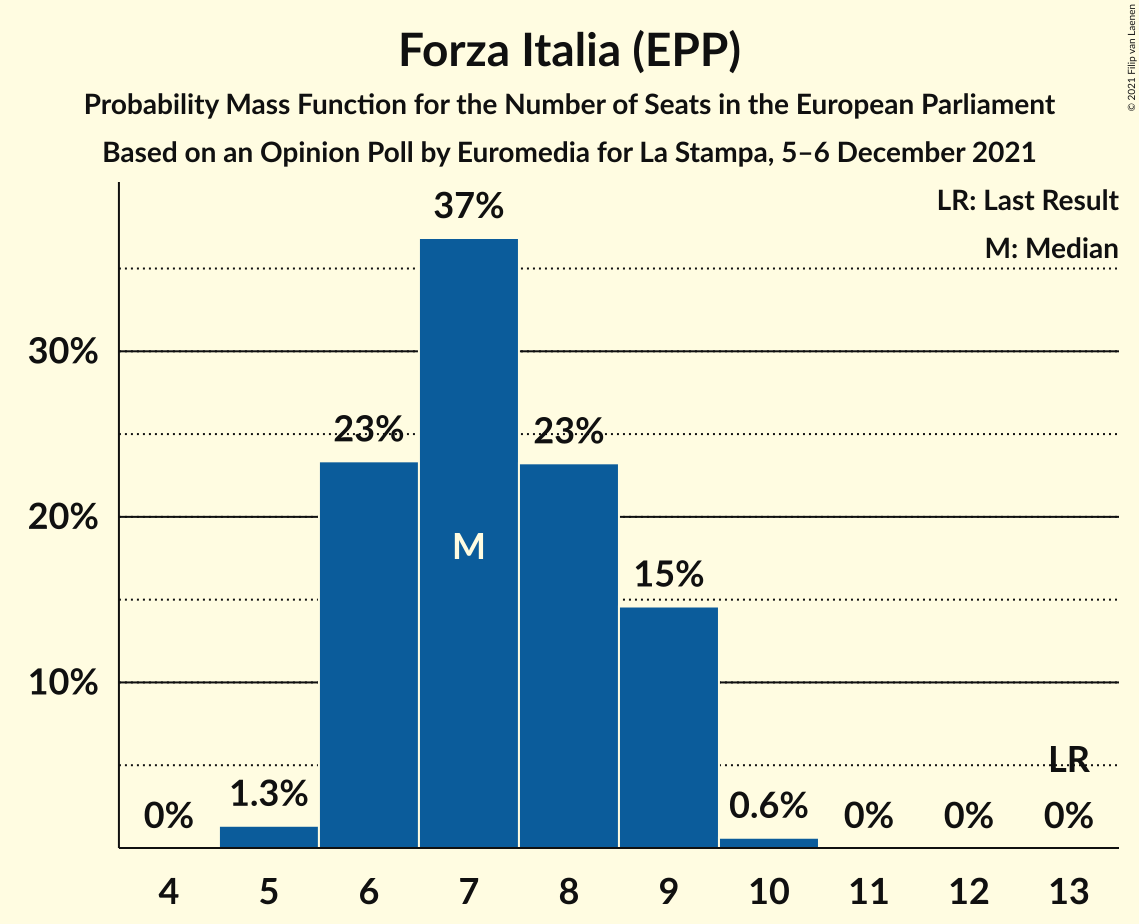 Forza Italia (EPP)
Probability Mass Function for the Number of Seats in the European Parliament
Based on an Opinion Poll by Euromedia for La Stampa, 5–6 December 2021
© 2021 Filip van Laenen
LR: Last Result
M: Median
37%
30%
23%
23%
20%
M
15%
10%
LR
1.3%
0.6%
0%
0%
0%
0%
4 5 6 7 8 9 10 11 12 13